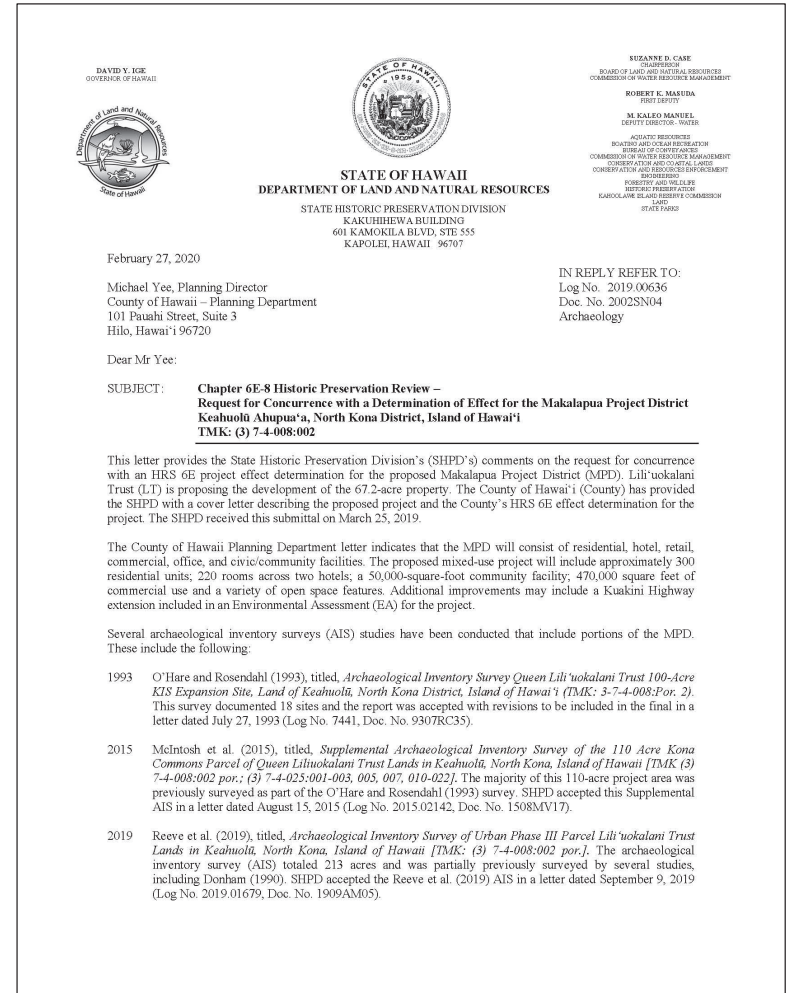 DAVID Y. IGE
GOVERNOR OF HAWAII
Department of Land and Natural Resources
State of Hawaii
STATE OF HAWAII
1959
SUZANNE D. CASE
CHAIRPERSON
BOARD OF LAND AND NATURAL RESOURCES
COMMISSION ON WATER RESOURCE MANAGEMENT
ROBERT K. MASUDA
FIRST DEPUTY
M. KALEO MANUEL
DEPUTY DIRECTOR - WATER
AQUATIC RESOURCES
BOATING AND OCEAN RECREATION
BUREAU OF CONVEYANCES
COMMISSION ON WATER RESOURCE MANAGEMENT
CONSERVATION AND COASTAL LANDS
CONSERVATION AND RESOURCES ENFORCEMENT
ENGINEERING
FORESTRY AND WILDLIFE
HISTORIC PRESERVATION
KAHOOLAWE ISLAND RESERVE COMMISSION
LAND
STATE PARKS
STATE OF HAWAII
DEPARTMENT OF LAND AND NATURAL RESOURCES
STATE HISTORIC PRESERVATION DIVISION
KAKUHIHEWA BUILDING
601 KAMOKILA BLVD, STE 555
KAPOLEI, HAWAII 96707
February 27, 2020
Michael Yee, Planning Director
County of Hawaii – Planning Department
101 Pauahi Street, Suite 3
Hilo, Hawai‘i 96720
IN REPLY REFER TO:
Log No. 2019.00636
Doc. No. 2002SN04
Archaeology
Dear Mr Yee:
SUBJECT: Chapter 6E-8 Historic Preservation Review –
Request for Concurrence with a Determination of Effect for the Makalapua Project District
Keahuolū Ahupua‘a, North Kona District, Island of Hawai‘i
TMK: (3) 7-4-008:002
This letter provides the State Historic Preservation Division’s (SHPD’s) comments on the request for concurrence
with an HRS 6E project effect determination for the proposed Makalapua Project District (MPD). Lili‘uokalani
Trust (LT) is proposing the development of the 67.2-acre property. The County of Hawai‘i (County) has provided
the SHPD with a cover letter describing the proposed project and the County’s HRS 6E effect determination for the
project. The SHPD received this submittal on March 25, 2019.
The County of Hawaii Planning Department letter indicates that the MPD will consist of residential, hotel, retail,
commercial, office, and civic/community facilities. The proposed mixed-use project will include approximately 300
residential units; 220 rooms across two hotels; a 50,000-square-foot community facility; 470,000 square feet of
commercial use and a variety of open space features. Additional improvements may include a Kuakini Highway
extension included in an Environmental Assessment (EA) for the project.
Several archaeological inventory surveys (AIS) studies have been conducted that include portions of the MPD.
These include the following:
1993 O’Hare and Rosendahl (1993), titled, Archaeological Inventory Survey Queen Lili‘uokalani Trust 100-Acre
KIS Expansion Site, Land of Keahuolū, North Kona District, Island of Hawai‘i (TMK: 3-7-4-008:Por. 2).
This survey documented 18 sites and the report was accepted with revisions to be included in the final in a
letter dated July 27, 1993 (Log No. 7441, Doc. No. 9307RC35).
2015 McIntosh et al. (2015), titled, Supplemental Archaeological Inventory Survey of the 110 Acre Kona
Commons Parcel of Queen Liliuokalani Trust Lands in Keahuolū, North Kona, Island of Hawaii [TMK (3)
7-4-008:002 por.; (3) 7-4-025:001-003, 005, 007, 010-022]. The majority of this 110-acre project area was
previously surveyed as part of the O’Hare and Rosendahl (1993) survey. SHPD accepted this Supplemental
AIS in a letter dated August 15, 2015 (Log No. 2015.02142, Doc. No. 1508MV17).
2019 Reeve et al. (2019), titled, Archaeological Inventory Survey of Urban Phase III Parcel Lili‘uokalani Trust
Lands in Keahuolū, North Kona, Island of Hawaii [TMK: (3) 7-4-008:002 por.]. The archaeological
inventory survey (AIS) totaled 213 acres and was partially previously surveyed by several studies,
including Donham (1990). SHPD accepted the Reeve et al. (2019) AIS in a letter dated September 9, 2019
(Log No. 2019.01679, Doc. No. 1909AM05).